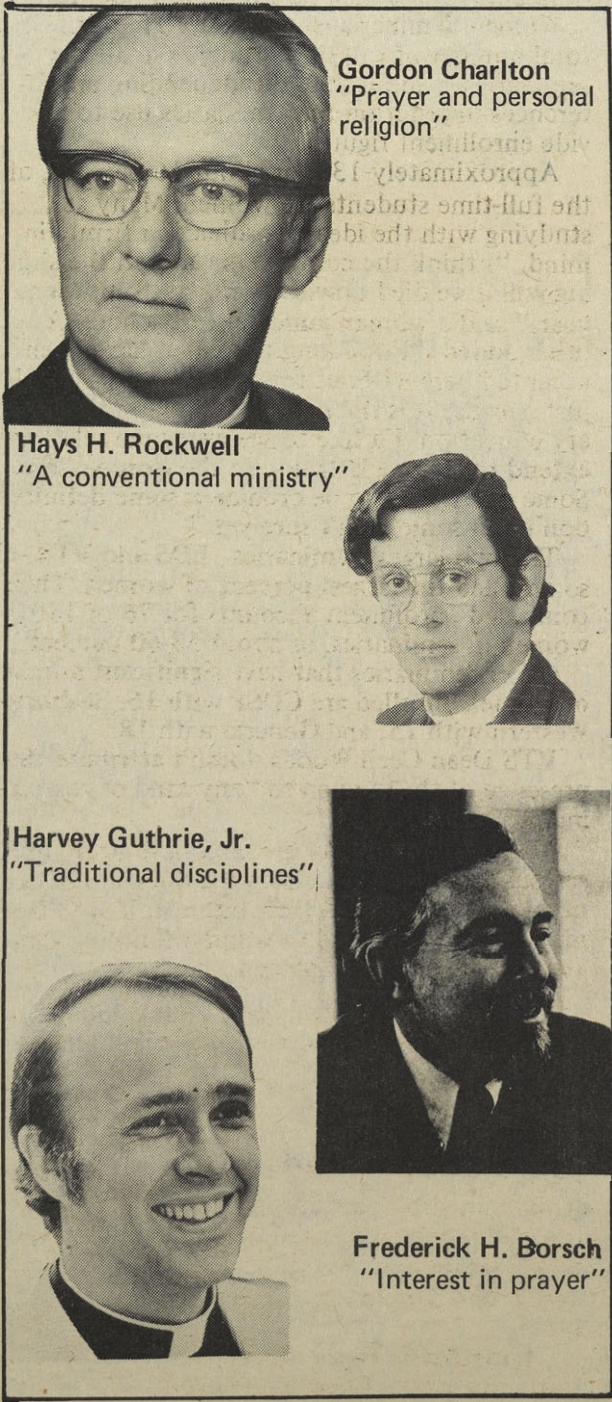 Gordon Charlton
"Prayer and personal
religion"
Hays H. Rockwell
"A conventional ministry"
Harvey Guthrie, Jr.
"Traditional disciplines"
Frederick H. Borsch
"Interest in prayer"